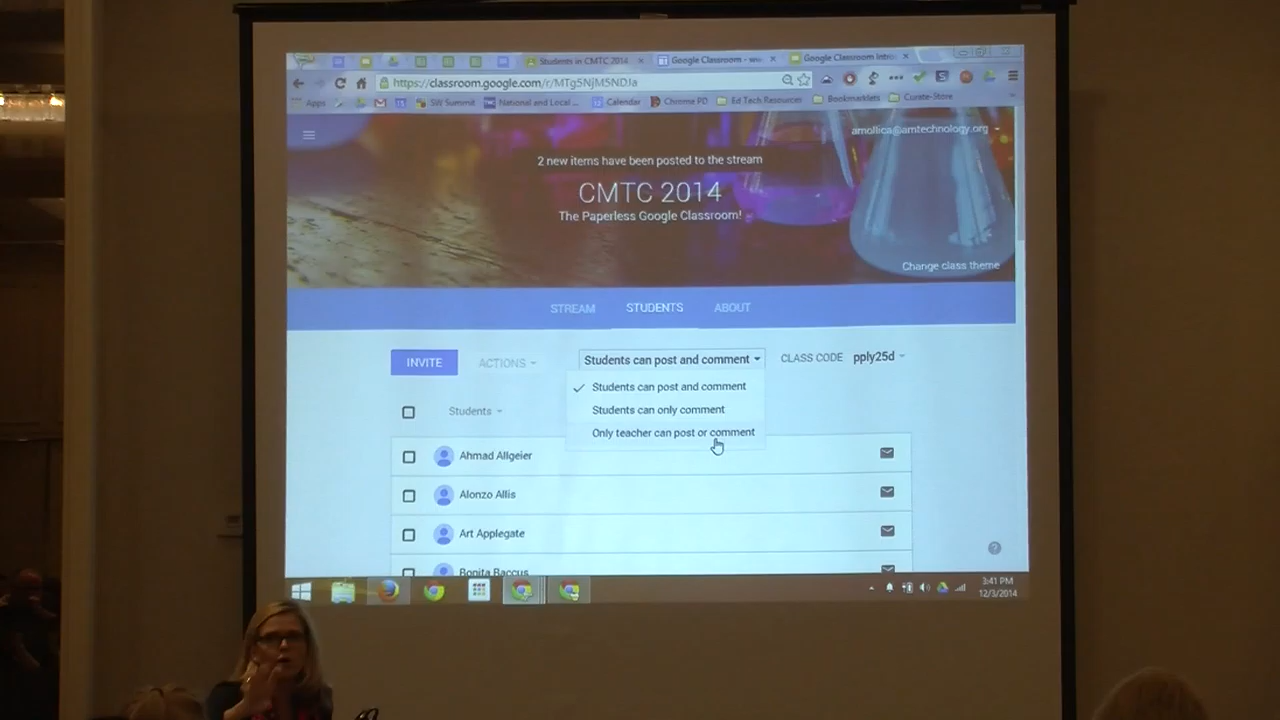 Students in CMTC 2014
Google Classroom -
Google Classroom Intro
https://classroom.google.com/r/MTg5NjM5NDJa
Apps
SW Summit
National and Local ...
Calendar
Chrome PD
Ed Tech Resources
Bookmarklets
Curate-Store
amollica@amtechnology.org
2 new items have been posted to the stream
CMTC 2014
The Paperless Google Classroom!
Change class theme
STREAM
STUDENTS
ABOUT
INVITE
ACTIONS
Students can post and comment
CLASS CODE
pply25d
Students can post and comment
Students can only comment
Only teacher can post or comment
Students
Ahmad Allgeier
Alonzo Allis
Art Applegate
Bonita Baccus
3:41 PM
12/3/2014